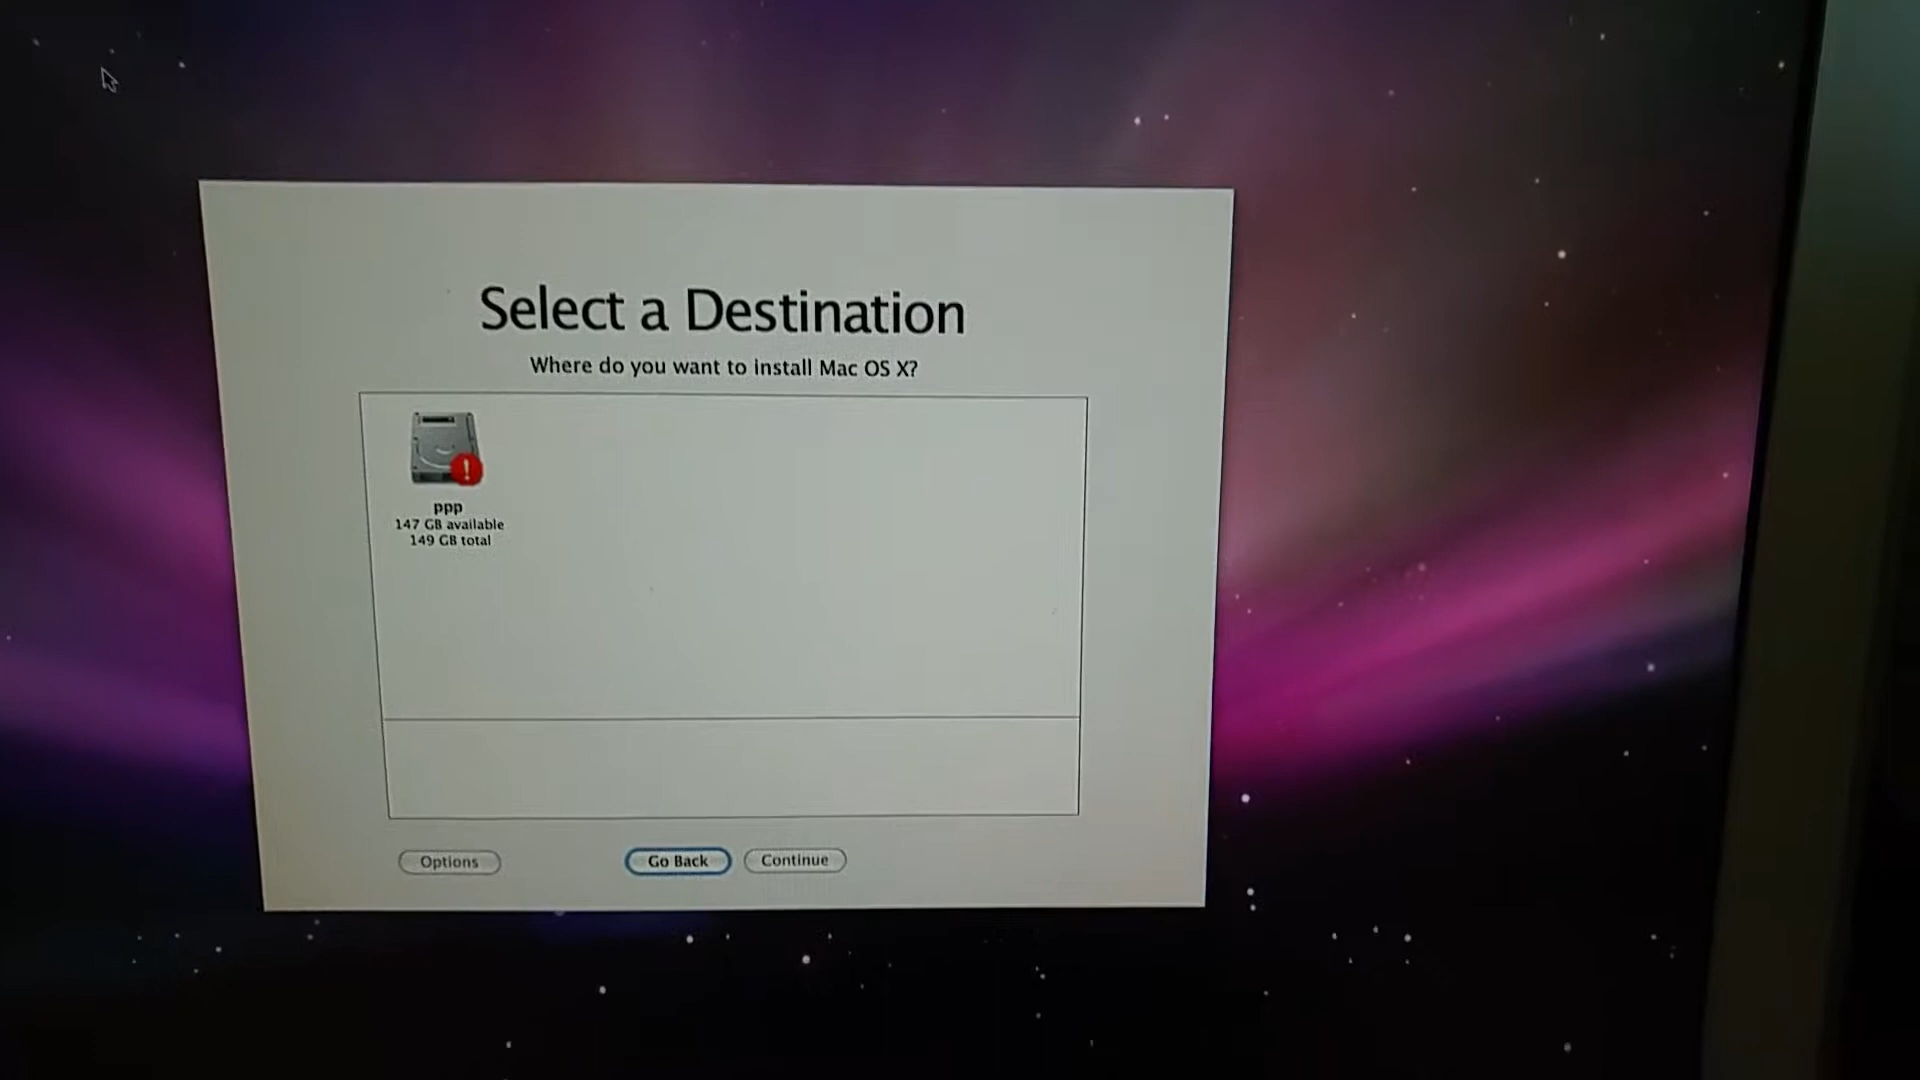 Select a Destination
Where do you want to install Mac OS X?
ppp
147 GB available
149 GB total
Options
Go Back
Continue